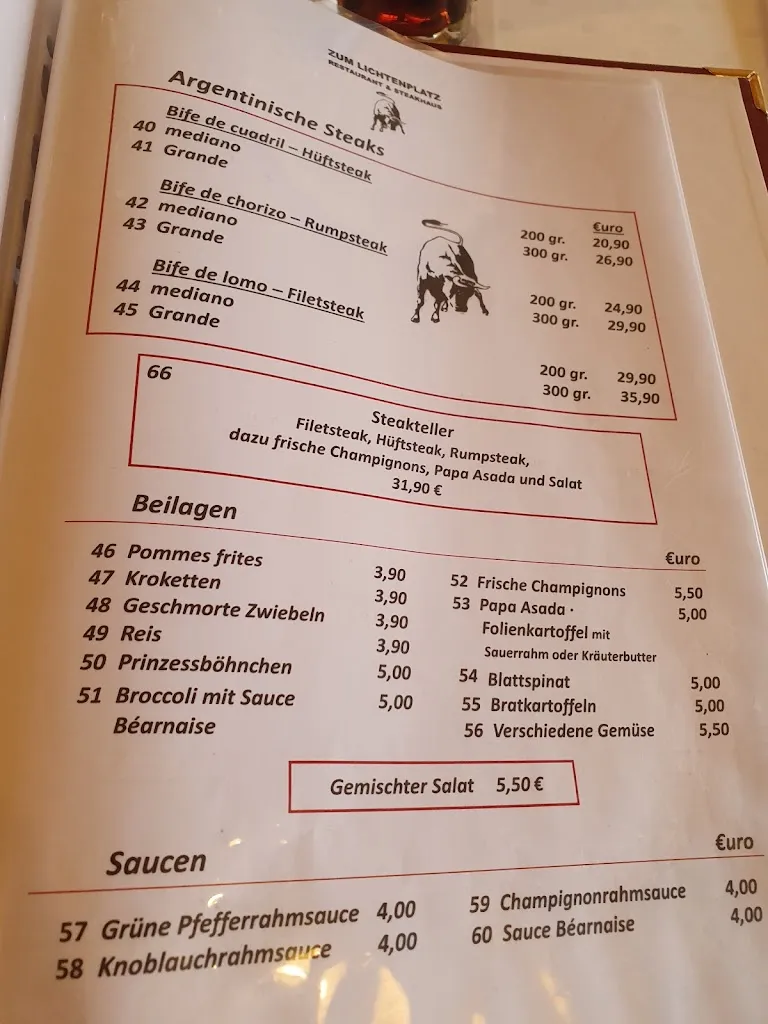 ZUM LICHTENPLATZ
RESTAURANT & STEAKHAUS
Argentinische Steaks
Bife de cuadril – Hüftsteak
€uro
40 mediano 200 gr. 20,90
41 Grande 300 gr. 26,90
Bife de chorizo – Rumpsteak
42 mediano 200 gr. 24,90
43 Grande 300 gr. 29,90
Bife de lomo – Filetsteak
44 mediano 200 gr. 29,90
45 Grande 300 gr. 35,90
66
Steakteller
Filetsteak, Hüftsteak, Rumpsteak,
dazu frische Champignons, Papa Asada und Salat
31,90 €
Beilagen
€uro
46 Pommes frites 3,90
47 Kroketten 3,90
48 Geschmorte Zwiebeln 3,90
49 Reis 3,90
50 Prinzessböhnchen 5,00
51 Broccoli mit Sauce 5,00
Béarnaise
52 Frische Champignons 5,50
53 Papa Asada · 5,00
Folienkartoffel mit
Sauerrahm oder Kräuterbutter
54 Blattspinat 5,00
55 Bratkartoffeln 5,00
56 Verschiedene Gemüse 5,50
Gemischter Salat 5,50 €
Saucen
€uro
57 Grüne Pfefferrahmsauce 4,00
58 Knoblauchrahmsauce 4,00
59 Champignonrahmsauce 4,00
60 Sauce Béarnaise 4,00